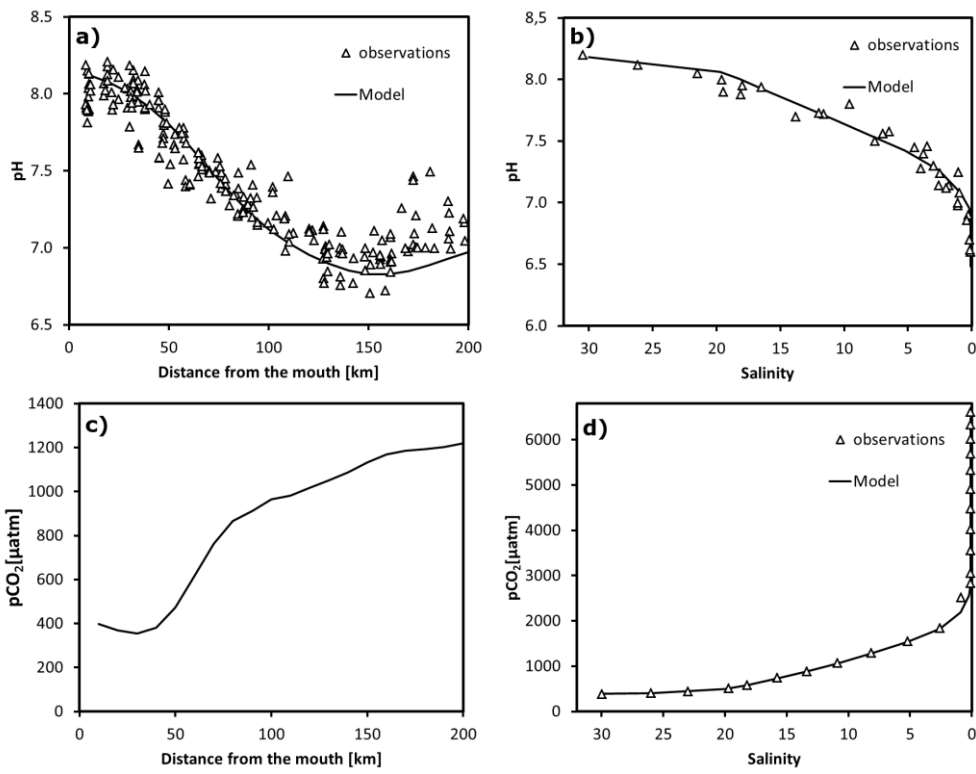 a)
8.5
8.0
7.5
7.0
6.5
pH
observations
Model
0 50 100 150 200
Distance from the mouth [km]
b)
8,5
8.0
7.5
7.0
6.5
6.0
pH
observations
Model
30 25 20 15 10 5 0
Salinity
c)
1400
1200
1000
800
600
400
200
0
pCO₂[µatm]
0 50 100 150 200
Distance from the mouth [km]
d)
6000
5000
4000
3000
2000
1000
0
pCO₂[µatm]
observations
Model
30 25 20 15 10 5 0
Salinity